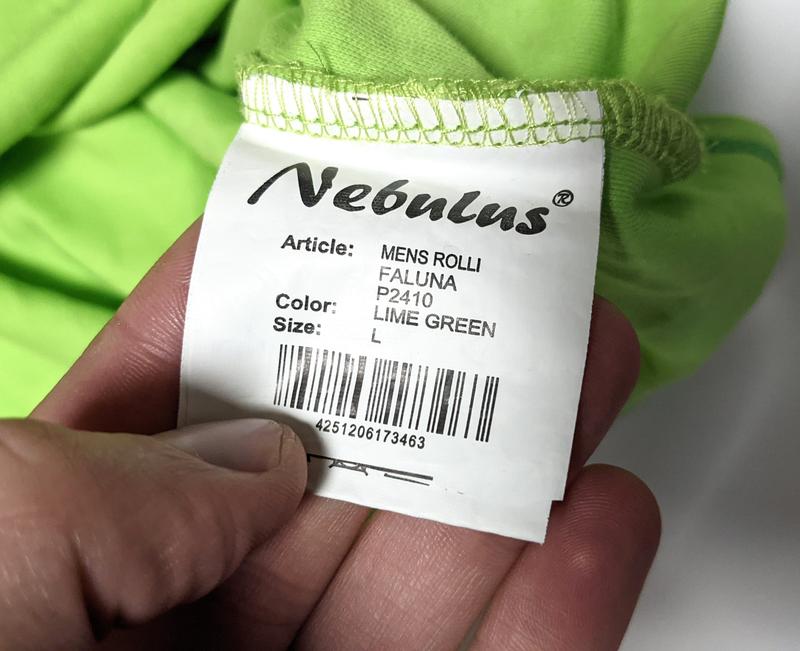 Nebulus®
Article: MENS ROLLI
FALUNA
P2410
Color: LIME GREEN
Size: L
4251206173463